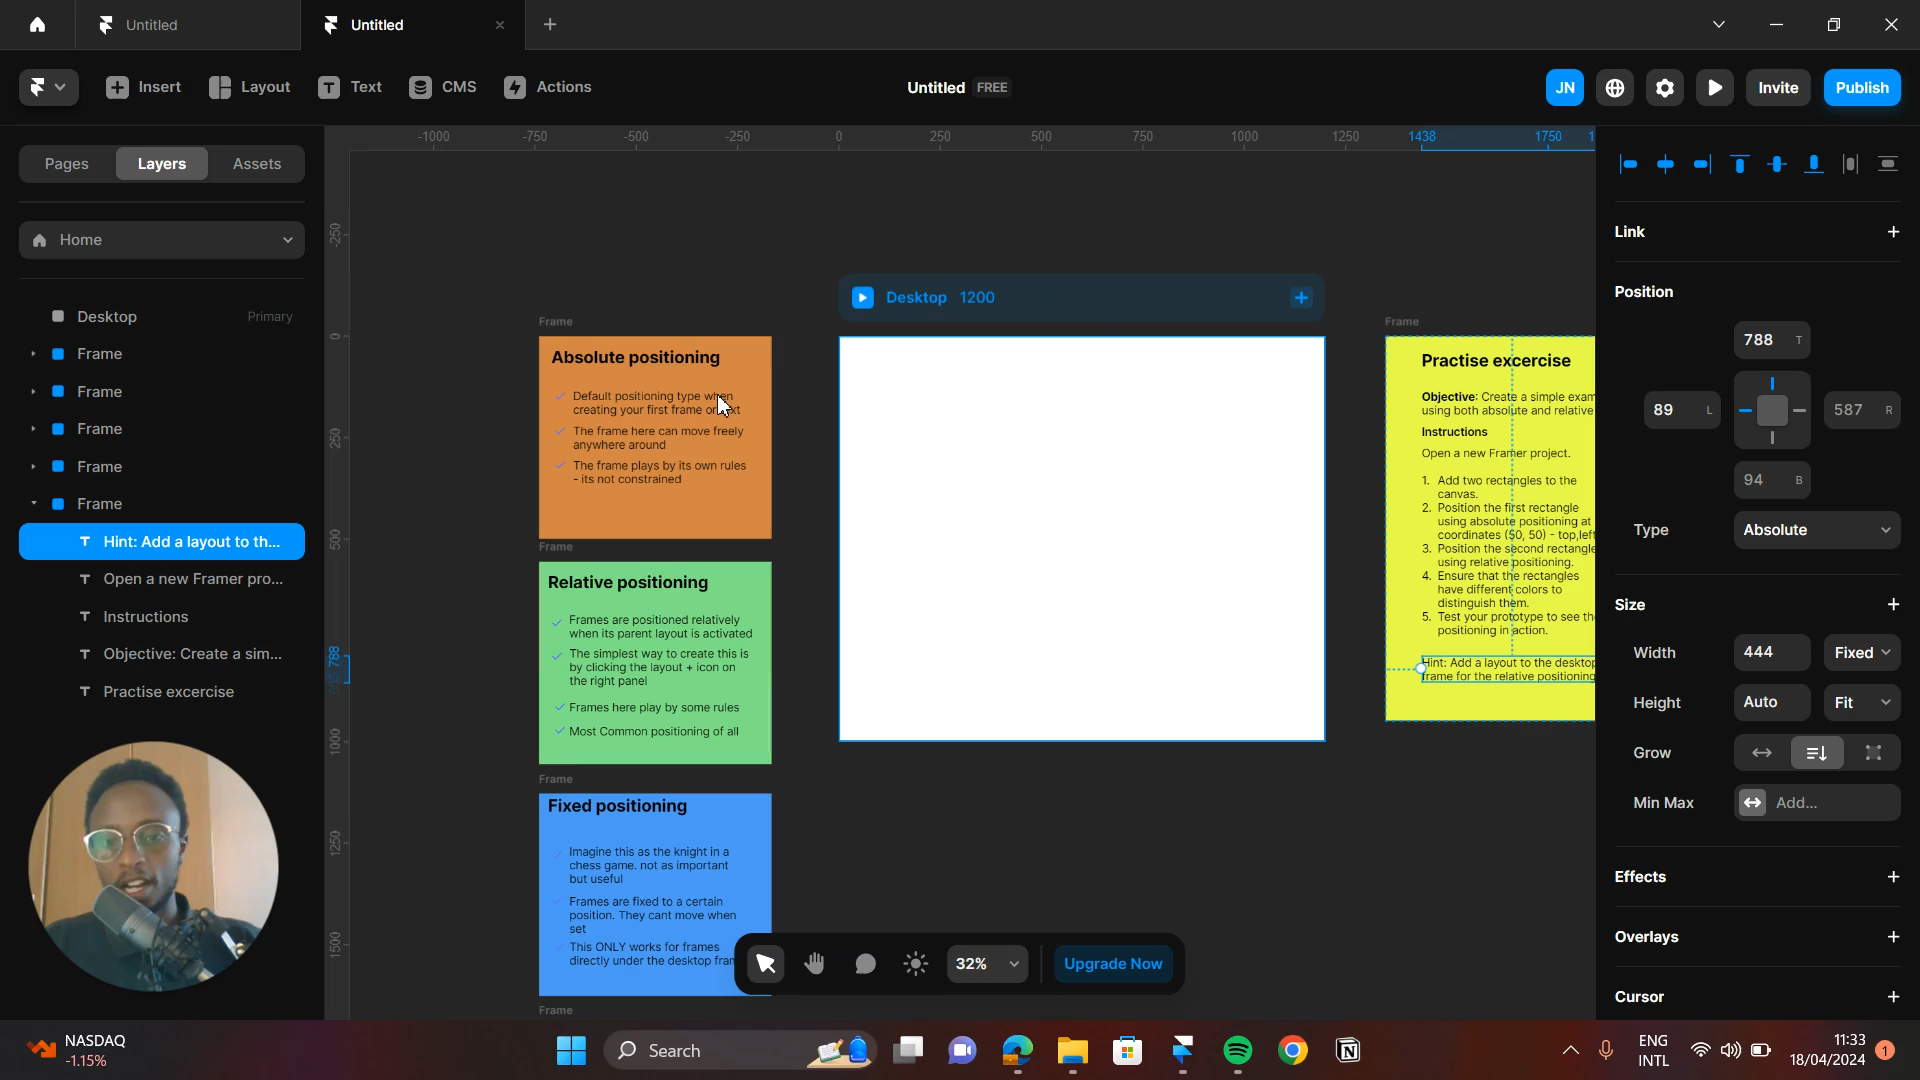 Untitled
Untitled
Insert
Layout
Text
CMS
Actions
Untitled FREE
JN
Invite
Publish
Pages
Layers
Assets
Home
Desktop Primary
Frame
Frame
Frame
Frame
Frame
Hint: Add a layout to th...
Open a new Framer pro...
Instructions
Objective: Create a sim...
Practise excercise
-1000 -750 -500 -250 0 250 500 750 1000 1250 1438 1750
-250
0
250
500
788
1000
1250
1500
Desktop 1200
Frame
Absolute positioning
Default positioning type when
creating your first frame or
The frame here can move freely
anywhere around
The frame plays by its own rules
- its not constrained
Frame
Relative positioning
Frames are positioned relatively
when its parent layout is activated
The simplest way to create this is
by clicking the layout + icon on
the right panel
Frames here play by some rules
Most Common positioning of all
Frame
Fixed positioning
Imagine this as the knight in a
chess game. not as important
but useful
Frames are fixed to a certain
position. They cant move when
set
This ONLY works for frames
directly under the desktop fram
Frame
Frame
Practise excercise
Objective: Create a simple exam
using both absolute and relative
Instructions
Open a new Framer project.
1. Add two rectangles to the
canvas.
2. Position the first rectangle
using absolute positioning at
coordinates (50, 50) - top,left
3. Position the second rectangle
using relative positioning.
4. Ensure that the rectangles
have different colors to
distinguish them.
5. Test your prototype to see th
positioning in action.
Hint: Add a layout to the desktop
frame for the relative positioning
32%
Upgrade Now
Link
Position
788 T
89 L
587 R
94 B
Type Absolute
Size
Width 444 Fixed
Height Auto Fit
Grow
Min Max Add...
Effects
Overlays
Cursor
NASDAQ
-1.15%
Search
ENG
INTL
11:33
18/04/2024
1